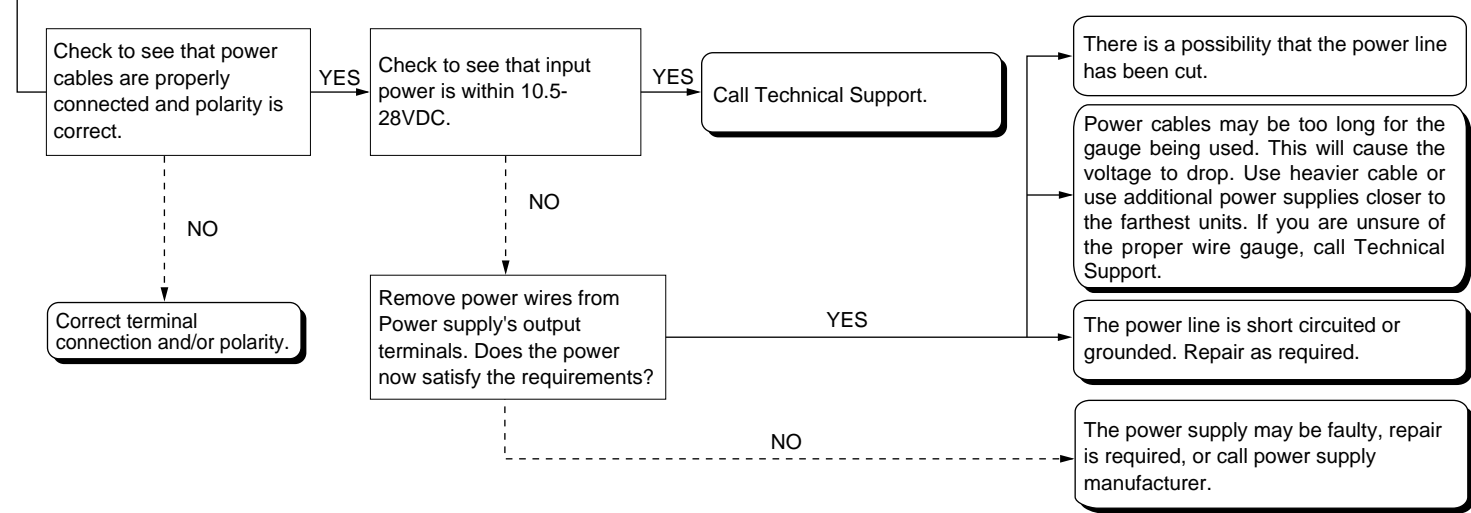 Check to see that power
cables are properly
connected and polarity is
correct.
YES
Check to see that input
power is within 10.5-
28VDC.
YES
Call Technical Support.
There is a possibility that the power line
has been cut.
Power cables may be too long for the
gauge being used. This will cause the
voltage to drop. Use heavier cable or
use additional power supplies closer to
the farthest units. If you are unsure of
the proper wire gauge, call Technical
Support.
NO
NO
Correct terminal
connection and/or polarity.
Remove power wires from
Power supply's output
terminals. Does the power
now satisfy the requirements?
YES
The power line is short circuited or
grounded. Repair as required.
NO
The power supply may be faulty, repair
is required, or call power supply
manufacturer.